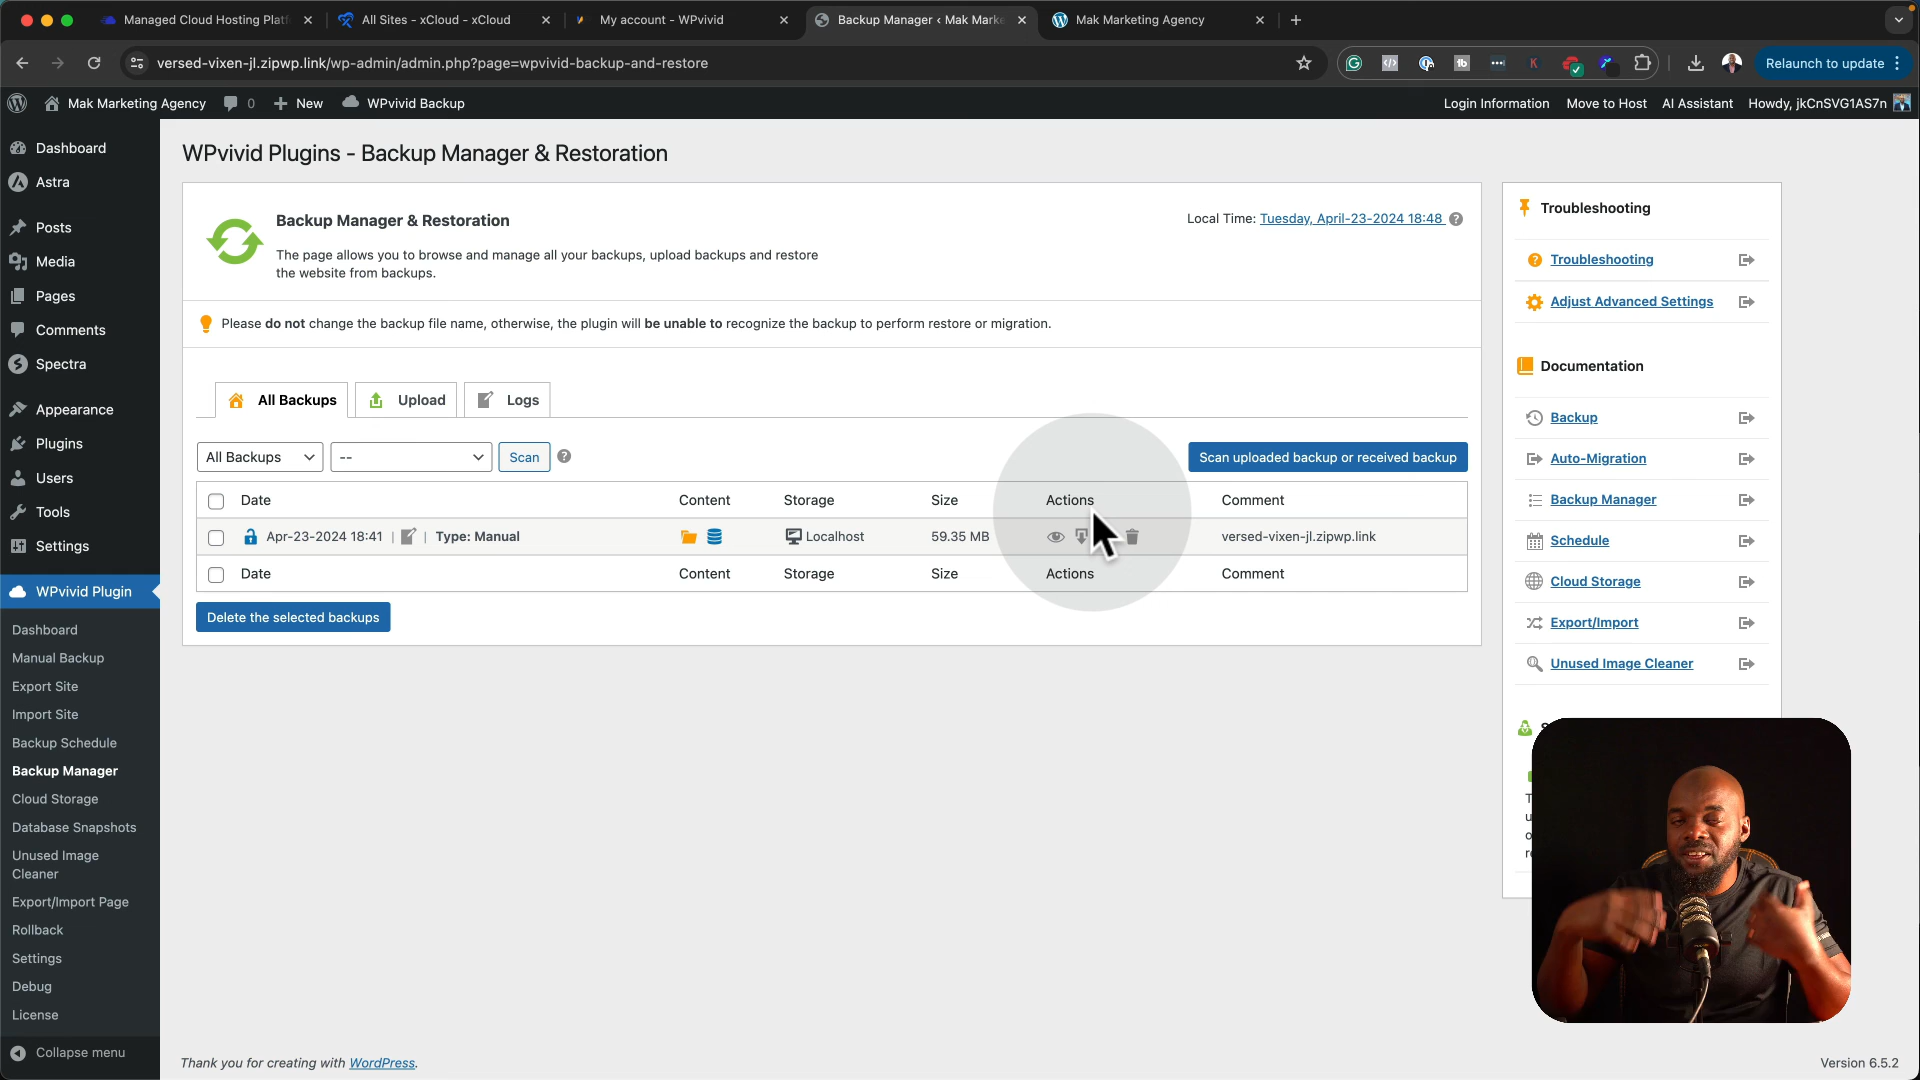 Managed Cloud Hosting Platf
All Sites - xCloud - xCloud
My account - WPvivid
Backup Manager ‹ Mak Marke
Mak Marketing Agency
versed-vixen-jl.zipwp.link/wp-admin/admin.php?page=wpvivid-backup-and-restore
Relaunch to update
Mak Marketing Agency
0
New
WPvivid Backup
Login Information
Move to Host
AI Assistant
Howdy, jkCnSVG1AS7n
Dashboard
Astra
Posts
Media
Pages
Comments
Spectra
Appearance
Plugins
Users
Tools
Settings
WPvivid Plugin
Dashboard
Manual Backup
Export Site
Import Site
Backup Schedule
Backup Manager
Cloud Storage
Database Snapshots
Unused Image
Cleaner
Export/Import Page
Rollback
Settings
Debug
License
Collapse menu
WPvivid Plugins - Backup Manager & Restoration
Backup Manager & Restoration
The page allows you to browse and manage all your backups, upload backups and restore
the website from backups.
Local Time: Tuesday, April-23-2024 18:48
Please do not change the backup file name, otherwise, the plugin will be unable to recognize the backup to perform restore or migration.
All Backups
Upload
Logs
All Backups
--
Scan
Scan uploaded backup or received backup
Date Content Storage Size Actions Comment
Apr-23-2024 18:41 | | Type: Manual Localhost 59.35 MB versed-vixen-jl.zipwp.link
Date Content Storage Size Actions Comment
Delete the selected backups
Troubleshooting
Troubleshooting
Adjust Advanced Settings
Documentation
Backup
Auto-Migration
Backup Manager
Schedule
Cloud Storage
Export/Import
Unused Image Cleaner
Thank you for creating with WordPress.
Version 6.5.2